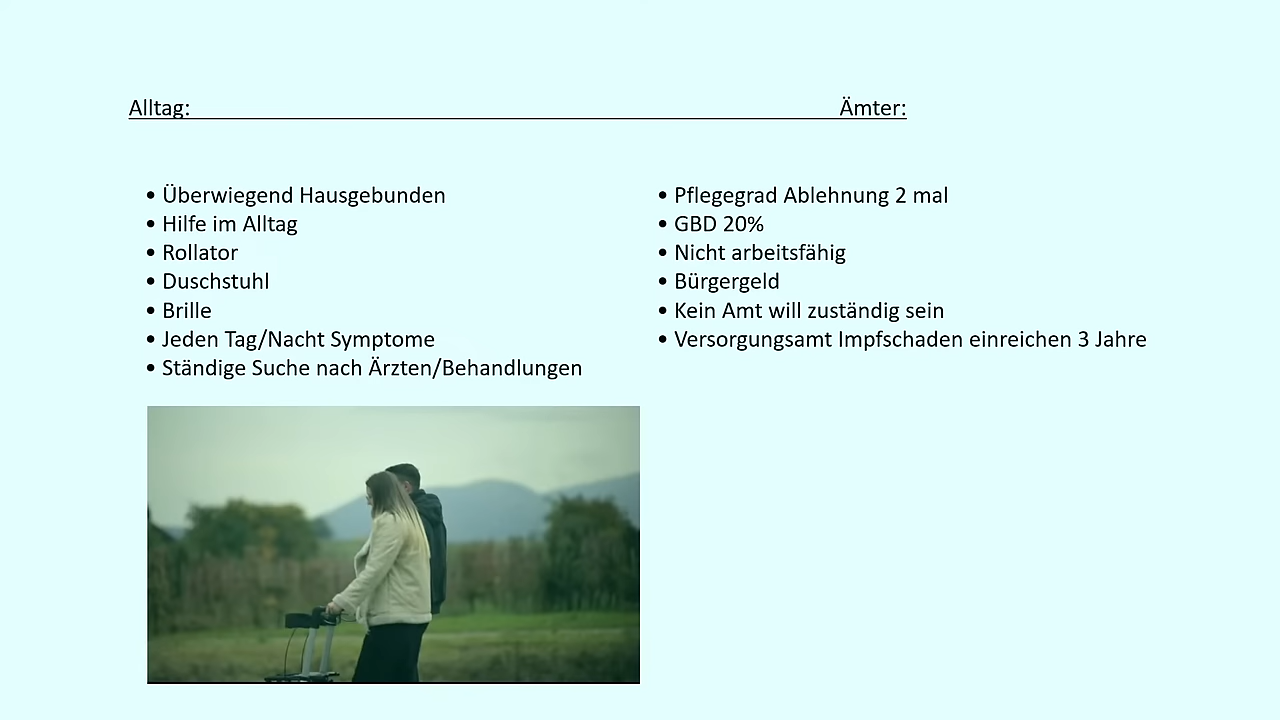 Alltag: Ämter:
• Überwiegend Hausgebunden
• Hilfe im Alltag
• Rollator
• Duschstuhl
• Brille
• Jeden Tag/Nacht Symptome
• Ständige Suche nach Ärzten/Behandlungen
• Pflegegrad Ablehnung 2 mal
• GBD 20%
• Nicht arbeitsfähig
• Bürgergeld
• Kein Amt will zuständig sein
• Versorgungsamt Impfschaden einreichen 3 Jahre